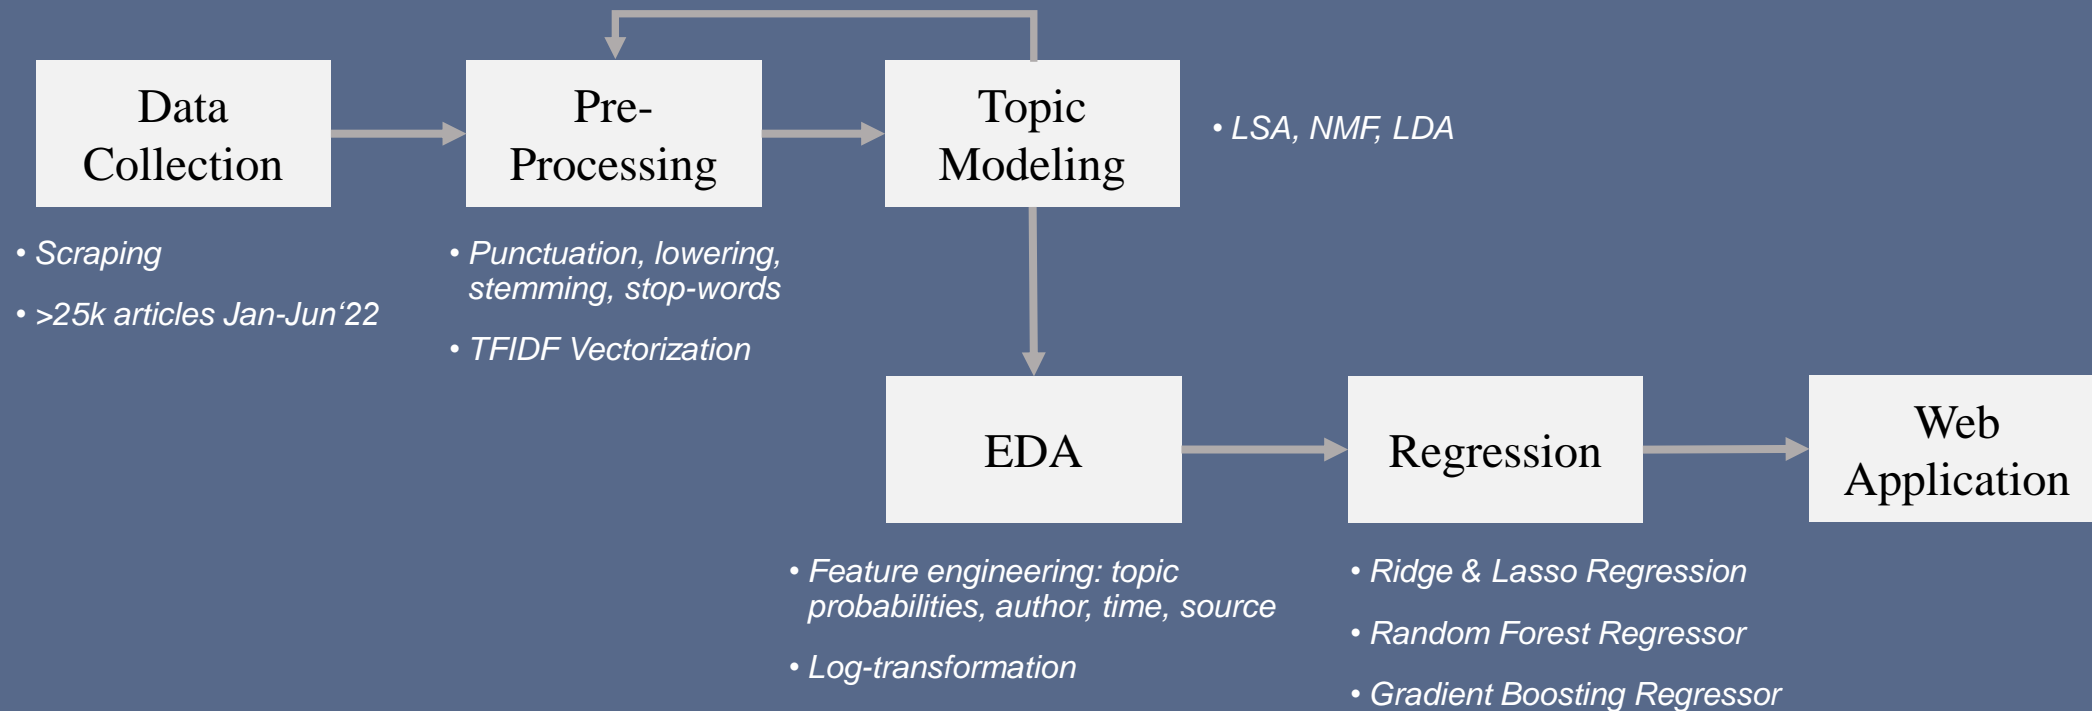 Data
Collection
Pre-
Processing
Topic
Modeling
• LSA, NMF, LDA
• Scraping
• >25k articles Jan-Jun‘22
• Punctuation, lowering,
stemming, stop-words
• TFIDF Vectorization
EDA
Regression
Web
Application
• Feature engineering: topic
probabilities, author, time, source
• Log-transformation
• Ridge & Lasso Regression
• Random Forest Regressor
• Gradient Boosting Regressor